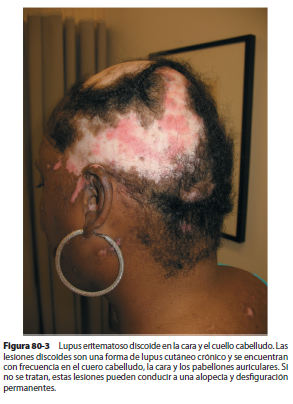 Figura 80-3 Lupus eritematoso discoide en la cara y el cuello cabelludo. Las
lesiones discoides son una forma de lupus cutáneo crónico y se encuentran
con frecuencia en el cuero cabelludo, la cara y los pabellones auriculares. Si
no se tratan, estas lesiones pueden conducir a una alopecia y desfiguración
permanentes.